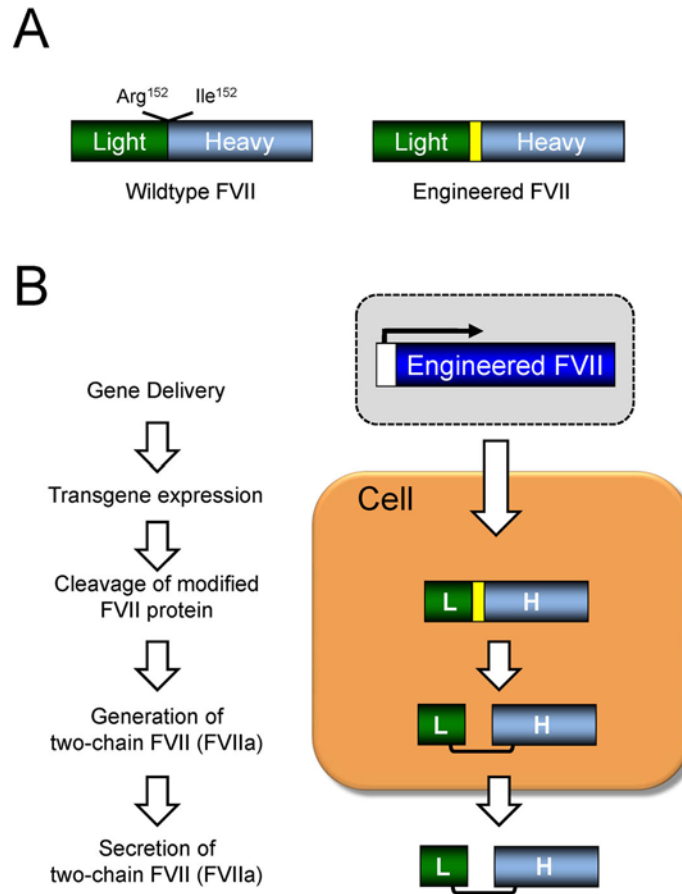 A
Arg¹⁵² Ile¹⁵²
Light Heavy Light Heavy
Wildtype FVII Engineered FVII
B
Engineered FVII
Gene Delivery
Transgene expression
Cell
Cleavage of modified
FVII protein
L H
Generation of
two-chain FVII (FVIIa)
L H
Secretion of
two-chain FVII (FVIIa)
L H